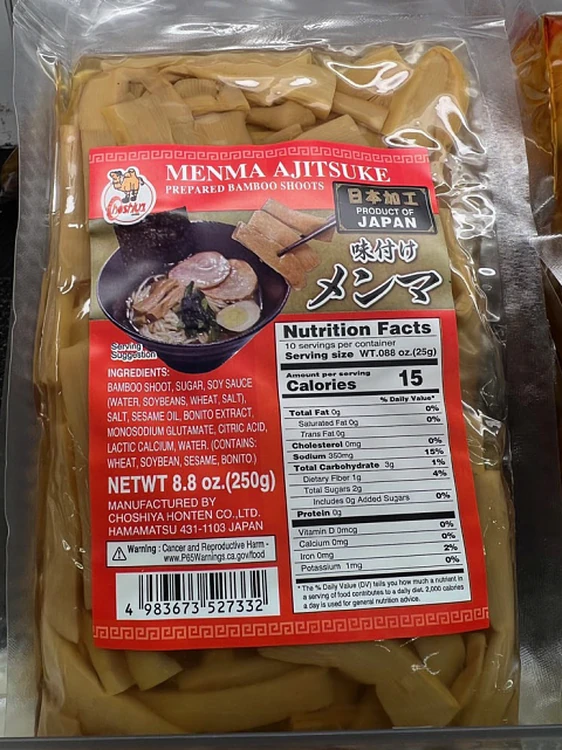 MENMA AJITSUKE
PREPARED BAMBOO SHOOTS
Choshiya
日本加工
PRODUCT OF
JAPAN
味付け
メンマ
Serving
Suggestion
INGREDIENTS:
BAMBOO SHOOT, SUGAR, SOY SAUCE
(WATER, SOYBEANS, WHEAT, SALT),
SALT, SESAME OIL, BONITO EXTRACT,
MONOSODIUM GLUTAMATE, CITRIC ACID,
LACTIC CALCIUM, WATER. (CONTAINS:
WHEAT, SOYBEAN, SESAME, BONITO.)
NETWT 8.8 oz.(250g)
MANUFACTURED BY
CHOSHIYA HONTEN CO.,LTD.
HAMAMATSU 431-1103 JAPAN
Warning : Cancer and Reproductive Harm -
www.P65Warnings.ca.gov/food
4 983673 527332
Nutrition Facts
10 servings per container
Serving size WT.088 oz.(25g)
Amount per serving
Calories 15
% Daily Value*
Total Fat 0g 0%
Saturated Fat 0g 0%
Trans Fat 0g
Cholesterol 0mg 0%
Sodium 350mg 15%
Total Carbohydrate 3g 1%
Dietary Fiber 1g 4%
Total Sugars 2g
Includes 0g Added Sugars 0%
Protein 0g
Vitamin D 0mcg 0%
Calcium 0mg 0%
Iron 0mg 2%
Potassium 1mg 0%
* The % Daily Value (DV) tells you how much a nutrient in
a serving of food contributes to a daily diet. 2,000 calories
a day is used for general nutrition advice.